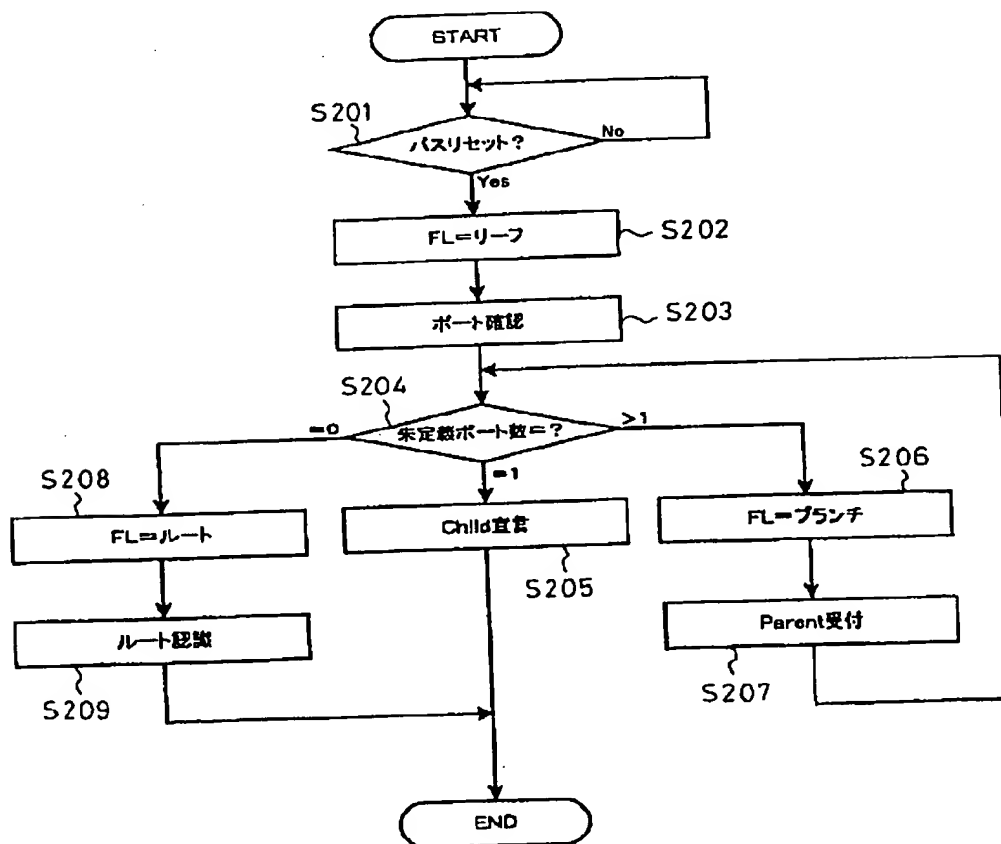 START
S201
バスリセット？
No
Yes
FL＝リーフ
S202
ポート確認
S203
S204
未定義ポート数＝？
＝0
＝1
>1
S208
FL＝ルート
Child宣言
S205
S206
FL＝ブランチ
ルート認識
S209
Parent受付
S207
END